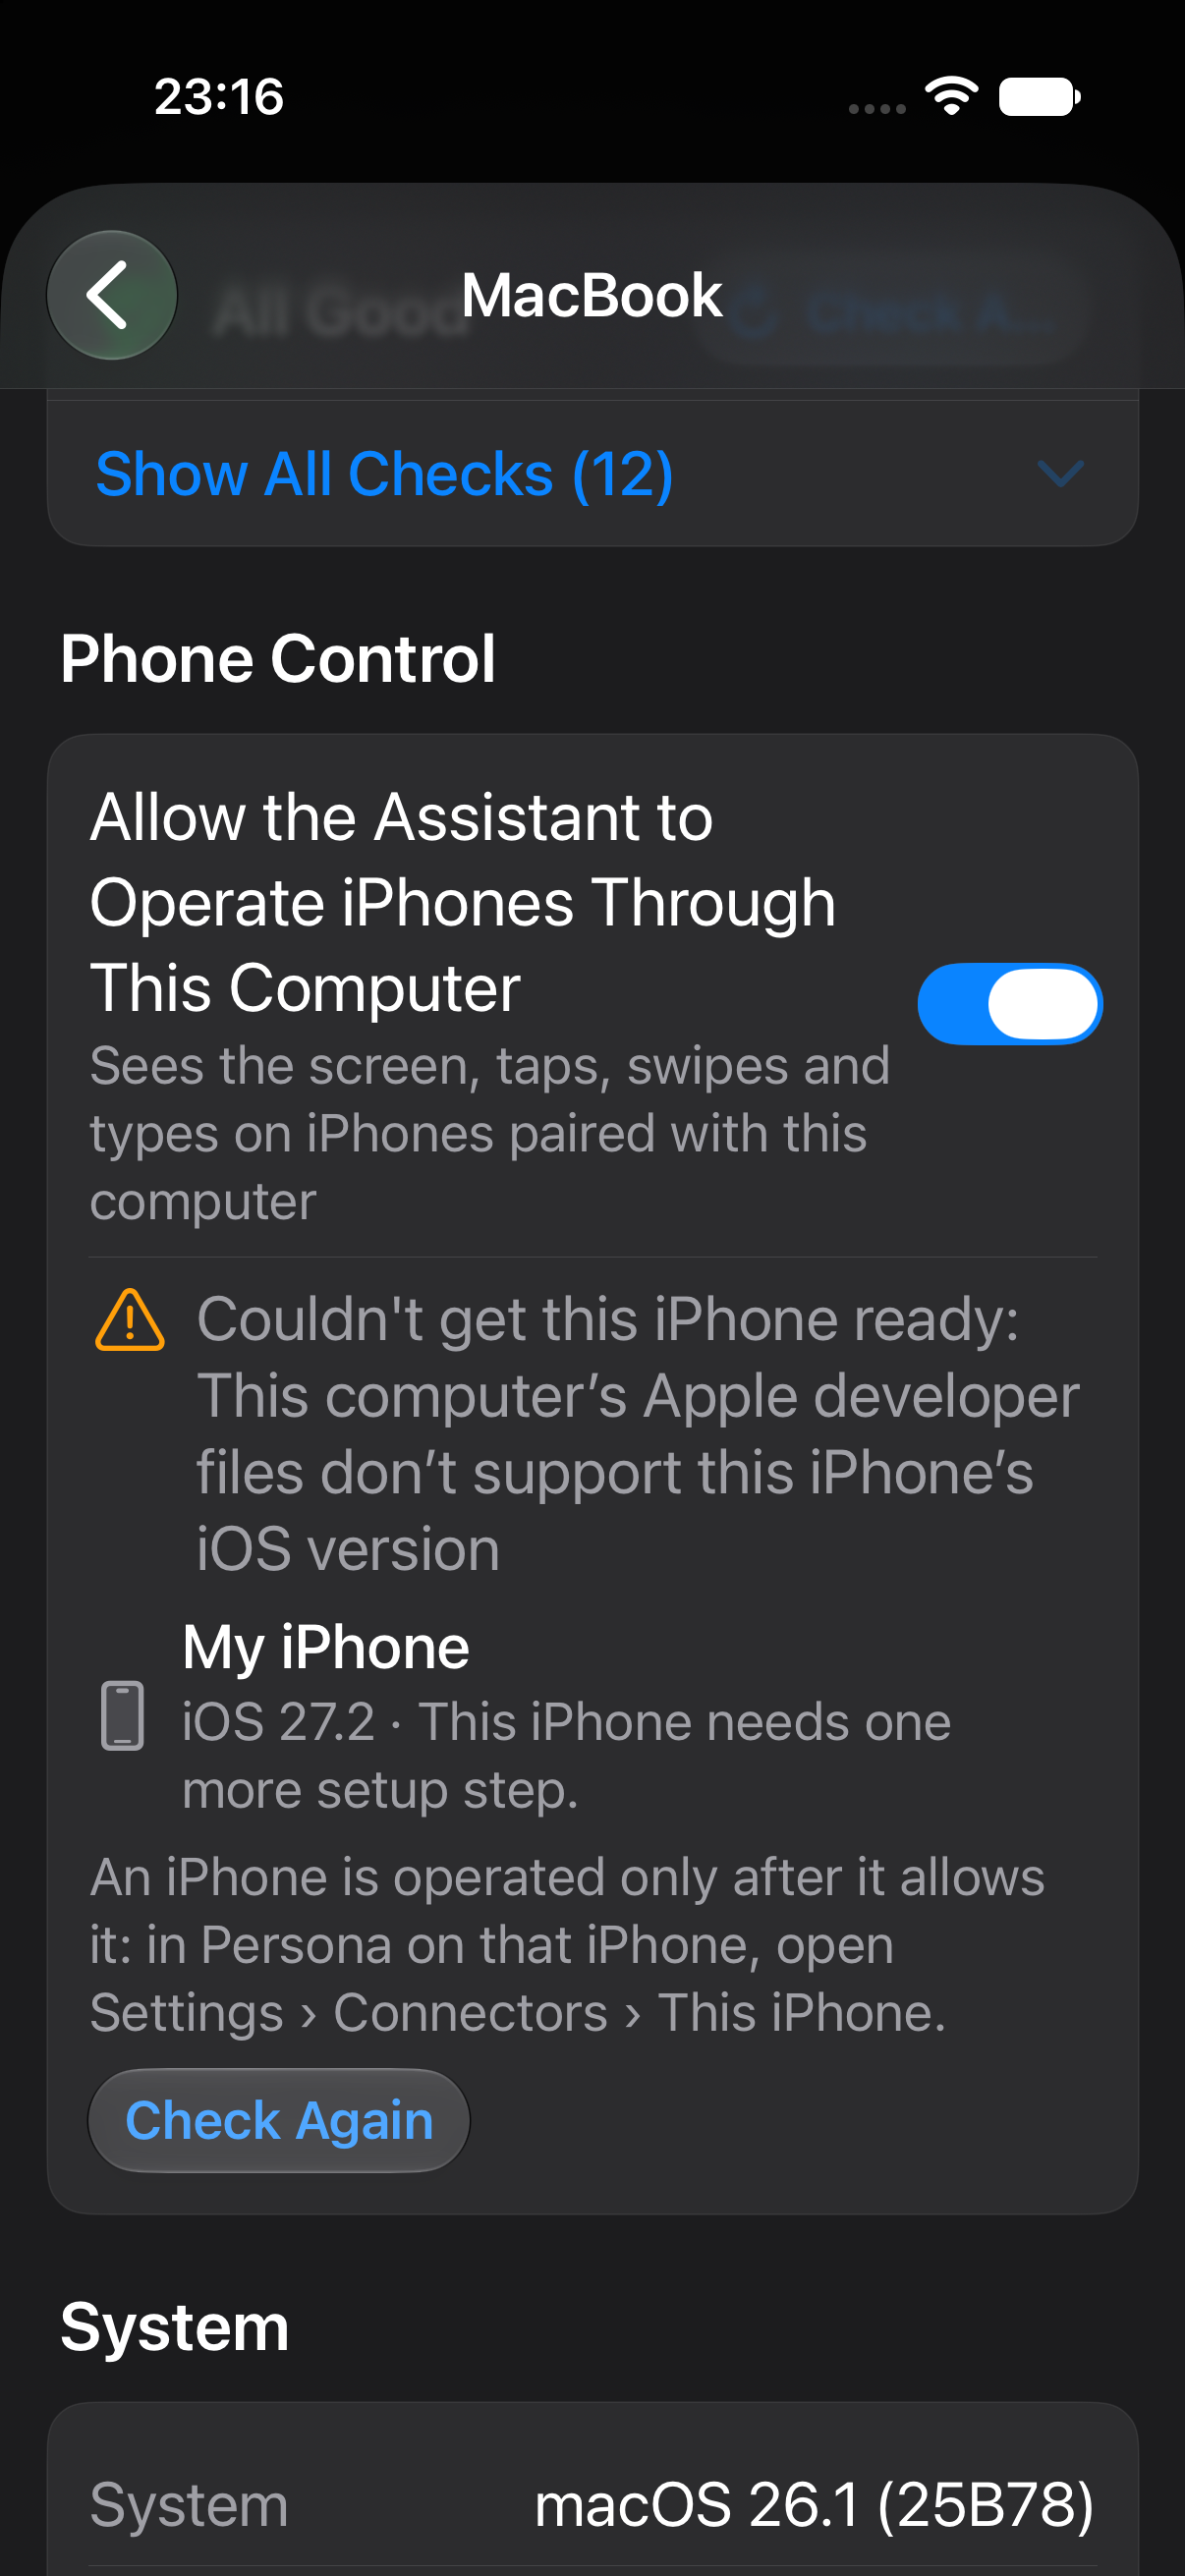 23:16
MacBook
All Good
Check A...
Show All Checks (12)
Phone Control
Allow the Assistant to
Operate iPhones Through
This Computer
Sees the screen, taps, swipes and
types on iPhones paired with this
computer
Couldn't get this iPhone ready:
This computer’s Apple developer
files don’t support this iPhone’s
iOS version
My iPhone
iOS 27.2 · This iPhone needs one
more setup step.
An iPhone is operated only after it allows
it: in Persona on that iPhone, open
Settings › Connectors › This iPhone.
Check Again
System
System
macOS 26.1 (25B78)